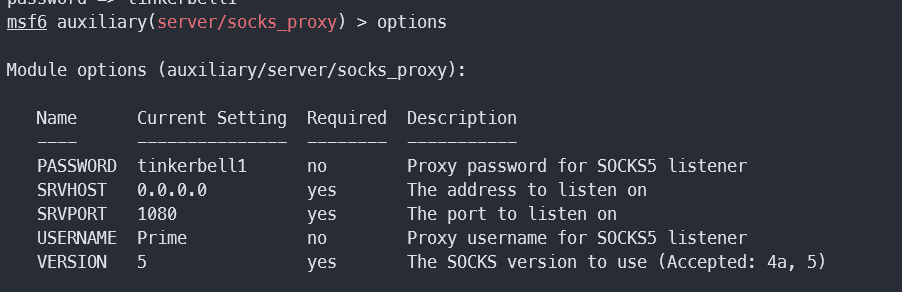 password => tinkerbell1
msf6 auxiliary(server/socks_proxy) > options
Module options (auxiliary/server/socks_proxy):
Name Current Setting Required Description
---- --------------- -------- -----------
PASSWORD tinkerbell1 no Proxy password for SOCKS5 listener
SRVHOST 0.0.0.0 yes The address to listen on
SRVPORT 1080 yes The port to listen on
USERNAME Prime no Proxy username for SOCKS5 listener
VERSION 5 yes The SOCKS version to use (Accepted: 4a, 5)